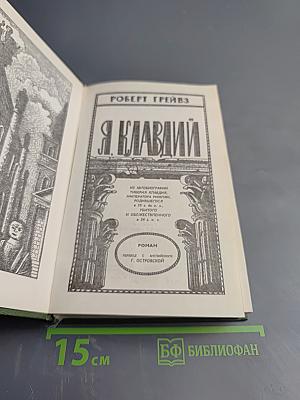 РОБЕРТ ГРЕЙВЗ
Я, КЛАВДИЙ
ИЗ АВТОБИОГРАФИИ
ТИБЕРИЯ КЛАВДИЯ,
ИМПЕРАТОРА РИМЛЯН,
РОДИВШЕГОСЯ
в 10 г. до н. э.,
УБИТОГО
И ОБОЖЕСТВЛЕННОГО
в 54 г. н. э.
РОМАН
ПЕРЕВОД С АНГЛИЙСКОГО
Г. ОСТРОВСКОЙ
15 СМ
БФ БИБЛИОФАН